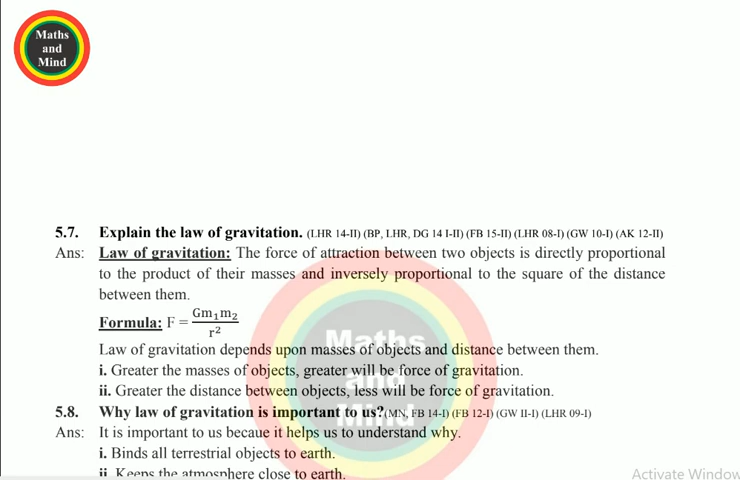 Maths
and
Mind
5.7. Explain the law of gravitation. (LHR 14-II) (BP, LHR, DG 14 I-II) (FB 15-II) (LHR 08-I) (GW 10-I) (AK 12-II)
Ans: Law of gravitation: The force of attraction between two objects is directly proportional
to the product of their masses and inversely proportional to the square of the distance
between them.
Formula: F = Gm₁m₂ / r²
Law of gravitation depends upon masses of objects and distance between them.
i. Greater the masses of objects, greater will be force of gravitation.
ii. Greater the distance between objects, less will be force of gravitation.
5.8. Why law of gravitation is important to us?(MN, FB 14-I) (FB 12-I) (GW II-I) (LHR 09-I)
Ans: It is important to us becaue it helps us to understand why.
i. Binds all terrestrial objects to earth.
ii. Keeps the atmosphere close to earth.
Maths
and
Mind
Activate Window